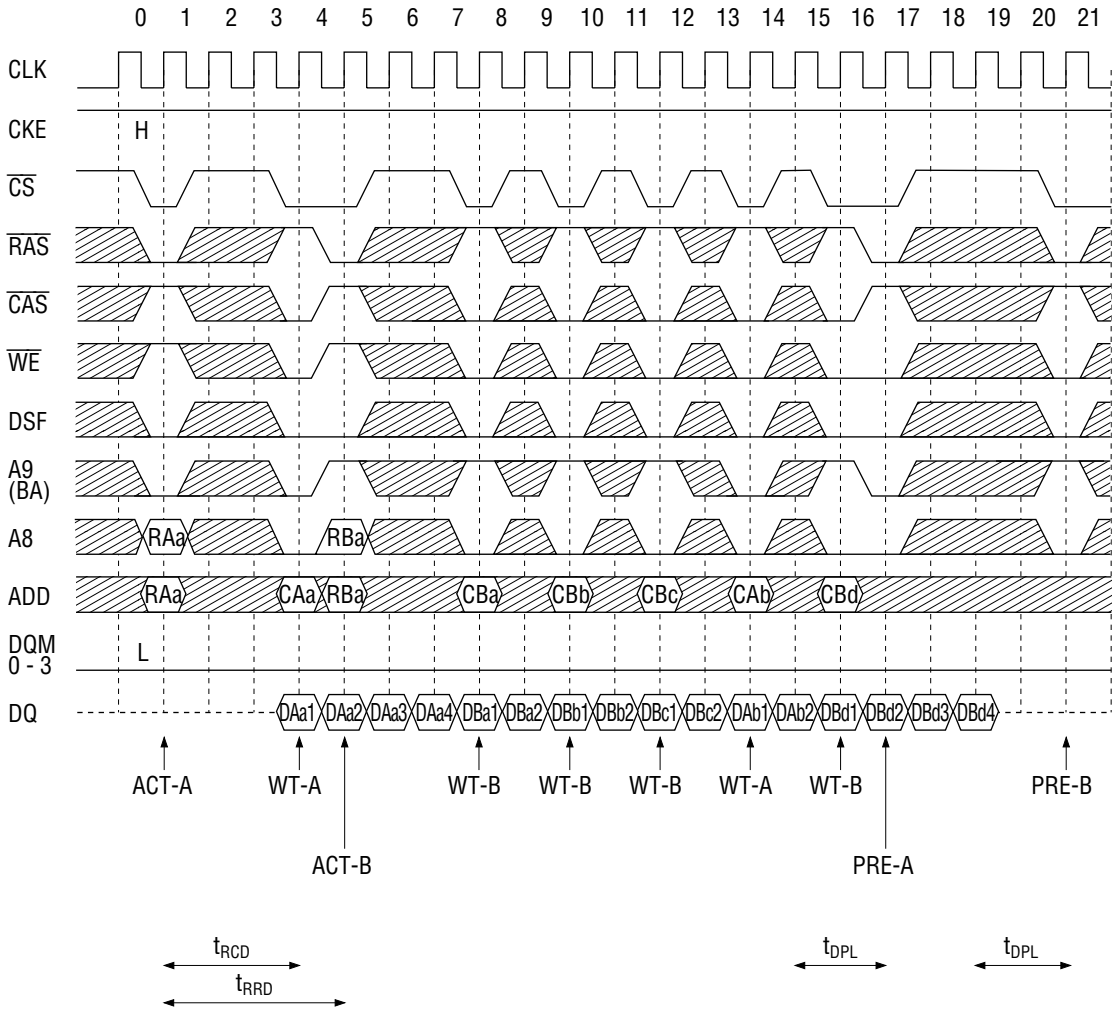 0 1 2 3 4 5 6 7 8 9 10 11 12 13 14 15 16 17 18 19 20 21
CLK
CKE H
CS
RAS
CAS
WE
DSF
A9
(BA)
A8 RAa RBa
ADD RAa CAa RBa CBa CBb CBc CAb CBd
DQM
0 - 3 L
DQ DAa1 DAa2 DAa3 DAa4 DBa1 DBa2 DBb1 DBb2 DBc1 DBc2 DAb1 DAb2 DBd1 DBd2 DBd3 DBd4
ACT-A WT-A WT-B WT-B WT-B WT-A WT-B PRE-B
ACT-B PRE-A
tRCD tDPL tDPL
tRRD